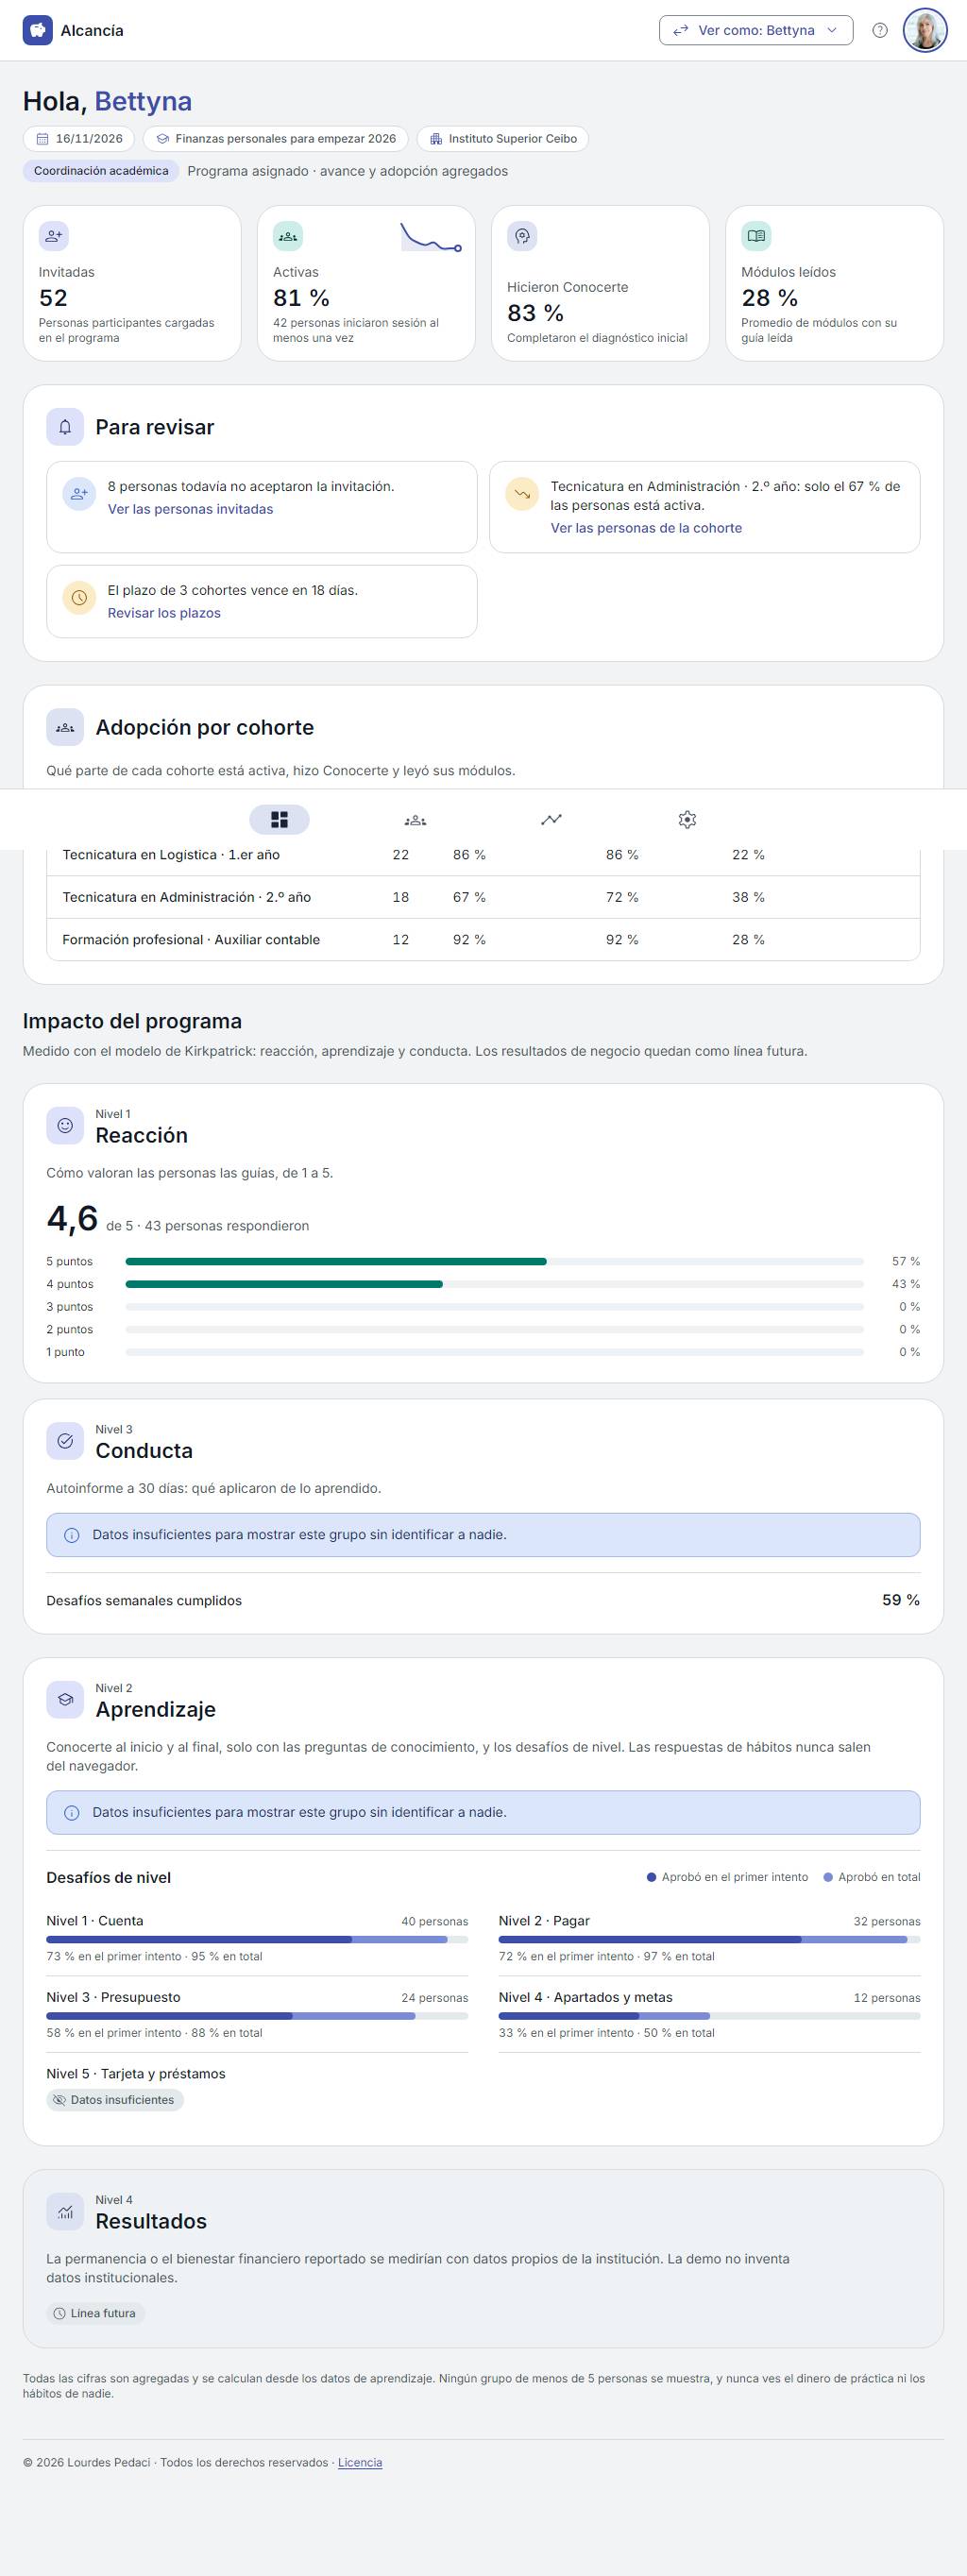 Alcancía
Ver como: Bettyna
Hola, Bettyna
16/11/2026
Finanzas personales para empezar 2026
Instituto Superior Ceibo
Coordinación académica
Programa asignado · avance y adopción agregados
Invitadas
52
Personas participantes cargadas
en el programa
Activas
81 %
42 personas iniciaron sesión al
menos una vez
Hicieron Conocerte
83 %
Completaron el diagnóstico inicial
Módulos leídos
28 %
Promedio de módulos con su
guía leída
Para revisar
8 personas todavía no aceptaron la invitación.
Ver las personas invitadas
Tecnicatura en Administración · 2.º año: solo el 67 % de
las personas está activa.
Ver las personas de la cohorte
El plazo de 3 cohortes vence en 18 días.
Revisar los plazos
Adopción por cohorte
Qué parte de cada cohorte está activa, hizo Conocerte y leyó sus módulos.
Tecnicatura en Logística · 1.er año 22 86 % 86 % 22 %
Tecnicatura en Administración · 2.º año 18 67 % 72 % 38 %
Formación profesional · Auxiliar contable 12 92 % 92 % 28 %
Impacto del programa
Medido con el modelo de Kirkpatrick: reacción, aprendizaje y conducta. Los resultados de negocio quedan como línea futura.
Nivel 1
Reacción
Cómo valoran las personas las guías, de 1 a 5.
4,6 de 5 · 43 personas respondieron
5 puntos 57 %
4 puntos 43 %
3 puntos 0 %
2 puntos 0 %
1 punto 0 %
Nivel 3
Conducta
Autoinforme a 30 días: qué aplicaron de lo aprendido.
Datos insuficientes para mostrar este grupo sin identificar a nadie.
Desafíos semanales cumplidos 59 %
Nivel 2
Aprendizaje
Conocerte al inicio y al final, solo con las preguntas de conocimiento, y los desafíos de nivel. Las respuestas de hábitos nunca salen
del navegador.
Datos insuficientes para mostrar este grupo sin identificar a nadie.
Desafíos de nivel
Aprobó en el primer intento
Aprobó en total
Nivel 1 · Cuenta 40 personas
73 % en el primer intento · 95 % en total
Nivel 2 · Pagar 32 personas
72 % en el primer intento · 97 % en total
Nivel 3 · Presupuesto 24 personas
58 % en el primer intento · 88 % en total
Nivel 4 · Apartados y metas 12 personas
33 % en el primer intento · 50 % en total
Nivel 5 · Tarjeta y préstamos
Datos insuficientes
Nivel 4
Resultados
La permanencia o el bienestar financiero reportado se medirían con datos propios de la institución. La demo no inventa
datos institucionales.
Línea futura
Todas las cifras son agregadas y se calculan desde los datos de aprendizaje. Ningún grupo de menos de 5 personas se muestra, y nunca ves el dinero de práctica ni los
hábitos de nadie.
© 2026 Lourdes Pedaci · Todos los derechos reservados · Licencia